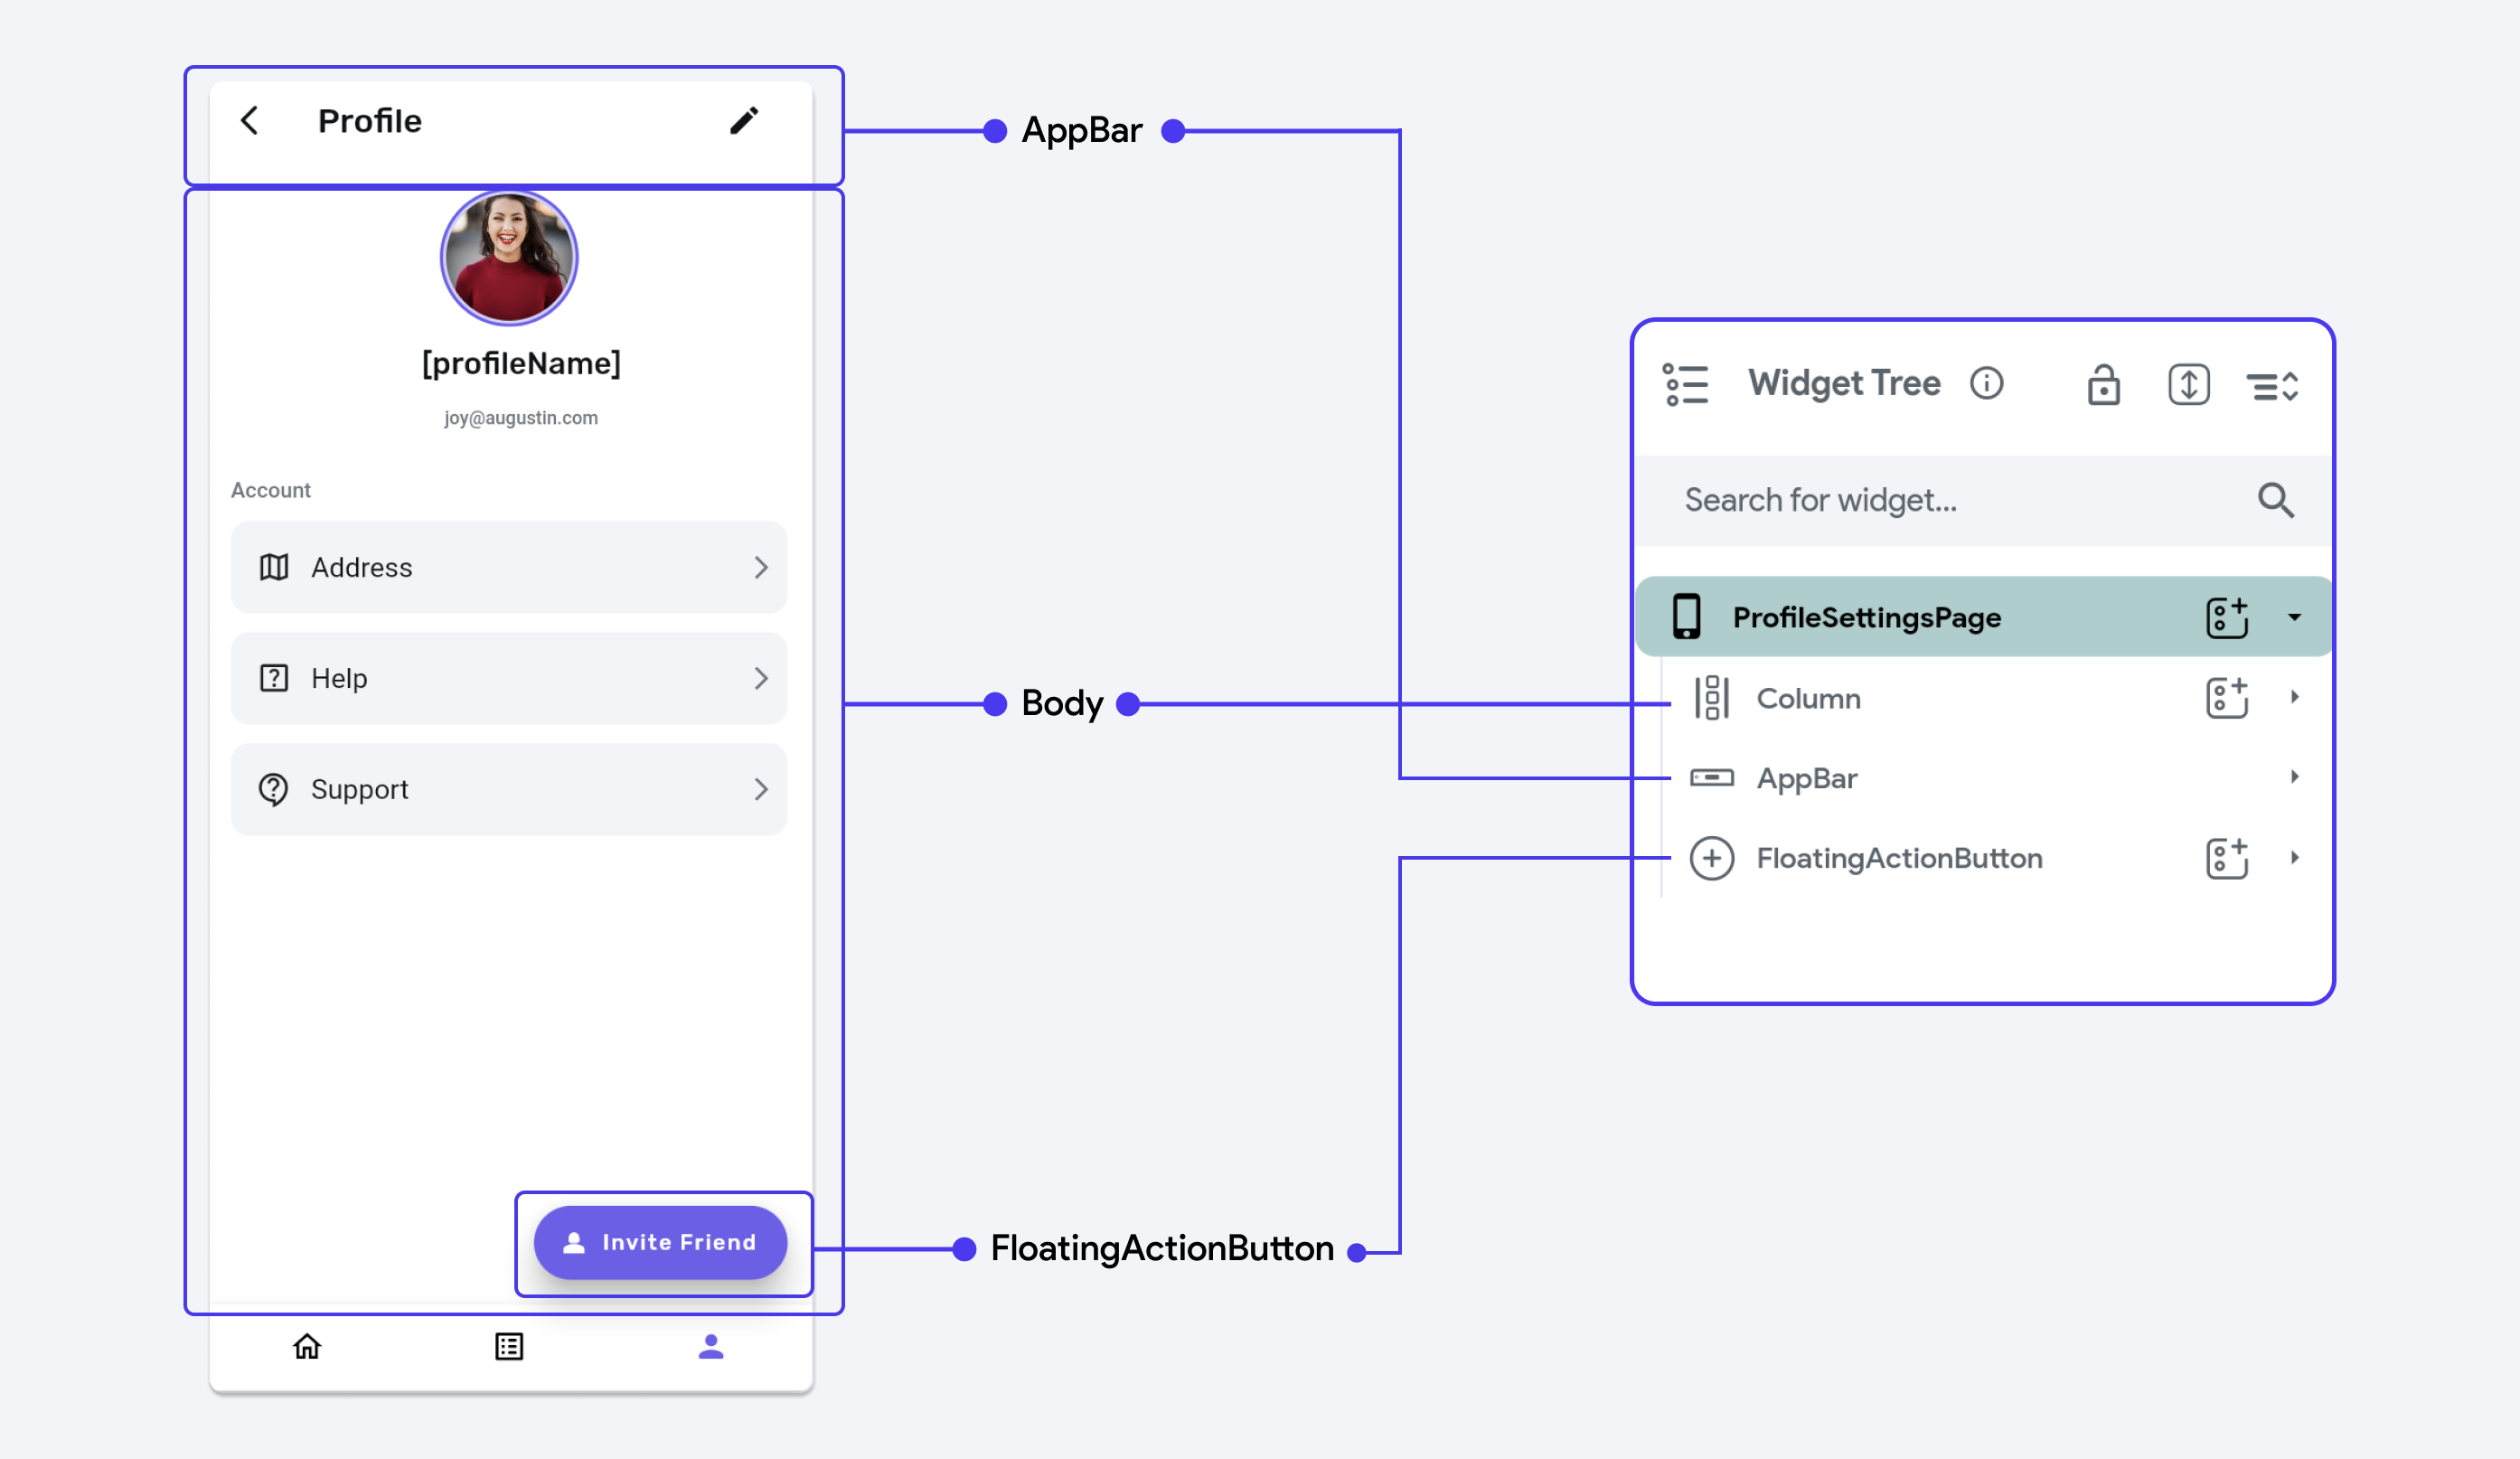 Profile
[profileName]
joy@augustin.com
Account
Address
Help
Support
Invite Friend
AppBar
Body
FloatingActionButton
Widget Tree
Search for widget...
ProfileSettingsPage
Column
AppBar
FloatingActionButton